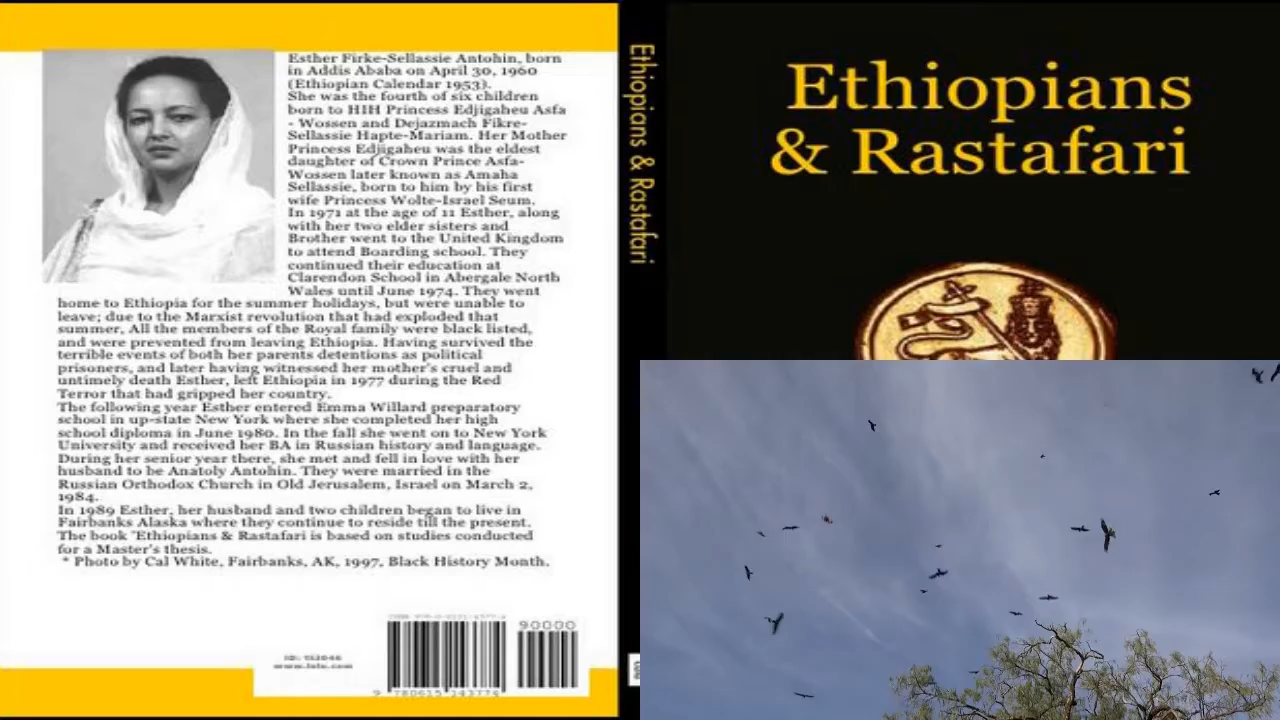 Esther Firke-Sellassie Antohin, born
in Addis Ababa on April 30, 1960
(Ethiopian Calendar 1953).
She was the fourth of six children
born to HIH Princess Edjigaheu Asfa
- Wossen and Dejazmach Fikre-
Sellassie Hapte-Mariam. Her Mother
Princess Edjigaheu was the eldest
daughter of Crown Prince Asfa-
Wossen later known as Amaha
Sellassie, born to him by his first
wife Princess Wolte-Israel Seum.
In 1971 at the age of 11 Esther, along
with her two elder sisters and
Brother went to the United Kingdom
to attend Boarding school. They
continued their education at
Clarendon School in Abergale North
Wales until June 1974. They went
home to Ethiopia for the summer holidays, but were unable to
leave; due to the Marxist revolution that had exploded that
summer, All the members of the Royal family were black listed,
and were prevented from leaving Ethiopia. Having survived the
terrible events of both her parents detentions as political
prisoners, and later having witnessed her mother's cruel and
untimely death Esther, left Ethiopia in 1977 during the Red
Terror that had gripped her country.
The following year Esther entered Emma Willard preparatory
school in up-state New York where she completed her high
school diploma in June 1980. In the fall she went on to New York
University and received her BA in Russian history and language.
During her senior year there, she met and fell in love with her
husband to be Anatoly Antohin. They were married in the
Russian Orthodox Church in Old Jerusalem, Israel on March 2,
1984.
In 1989 Esther, her husband and two children began to live in
Fairbanks Alaska where they continue to reside till the present.
The book "Ethiopians & Rastafari is based on studies conducted
for a Master's thesis.
* Photo by Cal White, Fairbanks, AK, 1997, Black History Month.
90000
ID:
www.lulu.com
9 780615 143774
Ethiopians & Rastafari
Ethiopians
& Rastafari